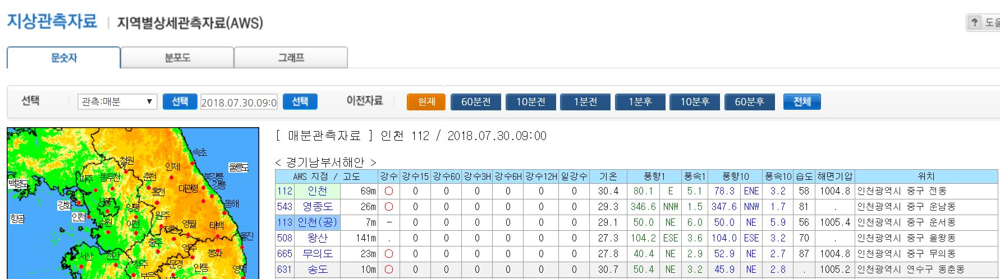 지상관측자료 | 지역별상세관측자료(AWS)
? 도움
문숫자 분포도 그래프
선택 관측:매분 ▼ 선택 2018.07.30.09:0 선택 이전자료 현재 60분전 10분전 1분전 1분후 10분후 60분후 전체
[ 매분관측자료 ] 인천 112 / 2018.07.30.09:00
< 경기남부서해안 >
AWS 지점 / 고도 강수 강수15 강수60 강수3H 강수6H 강수12H 일강수 기온 풍향1 풍속1 풍향10 풍속10 습도 해면기압 위치
112 인천 69m ○ 0 0 0 0 0 0 30.4 80.1 E 5.1 78.3 ENE 3.2 58 1004.8 인천광역시 중구 전동
543 영종도 26m ○ 0 0 0 0 0 0 29.3 346.6 NNW 1.5 347.6 NNW 1.7 81 . 인천광역시 중구 운남동
113 인천(공) 7m - 0 0 0 0 0 0 29.1 50.0 NE 6.0 50.0 NE 5.9 56 1005.4 인천광역시 중구 운서동
508 왕산 141m . 0 0 0 0 0 0 27.3 104.2 ESE 3.6 104.0 ESE 3.2 70 . 인천광역시 중구 을왕동
665 무의도 23m ○ 0 0 0 0 0 0 27.8 40.4 NE 2.9 52.9 NE 2.7 87 1004.8 인천광역시 중구 무의동
631 송도 10m ○ 0 0 0 0 0 0 30.7 50.4 NE 3.2 45.9 NE 2.8 . 1005.2 인천광역시 연수구 동춘동
속초
철원 인제 울릉도
백령도 파주 동두천 춘천 북강릉
대관령 강릉
서울 홍천
강화 양평 동해
항공 인천 원주
수원 이천 제천 영월 태백
충주 울진
서산 천안 영주 봉화
청주 문경 안동 영덕
보은 상주